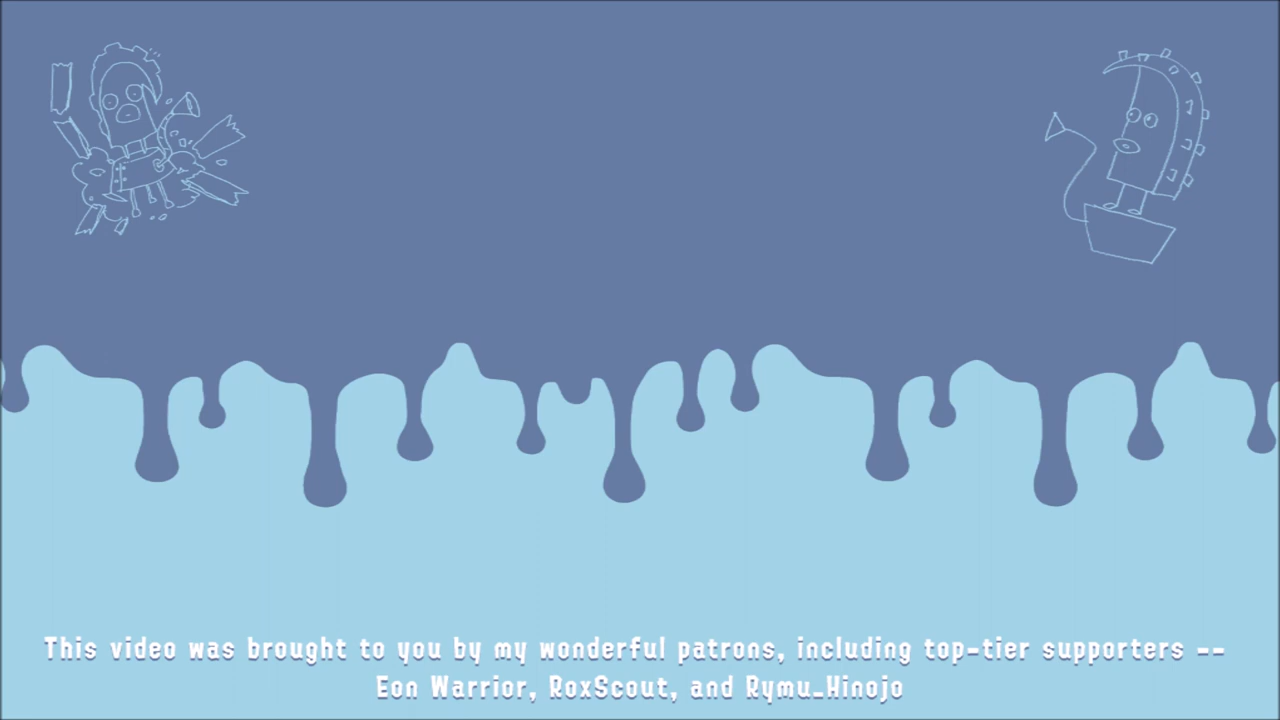 This video was brought to you by my wonderful patrons, including top-tier supporters --
Eon Warrior, RoxScout, and Rymu_Hinojo